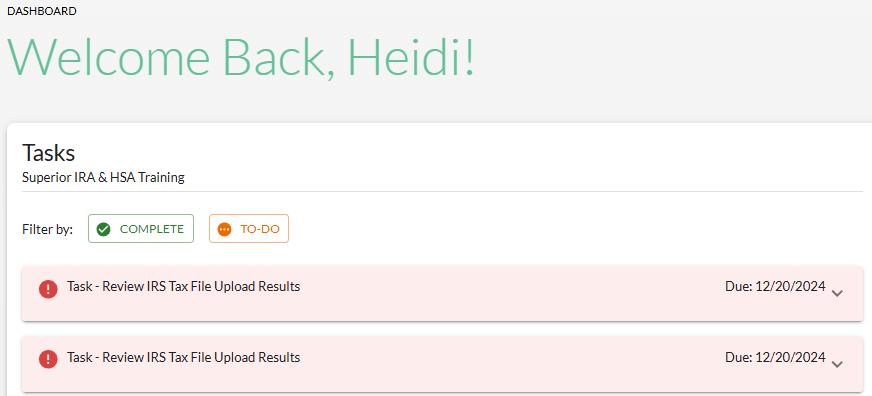 DASHBOARD
Welcome Back, Heidi!
Tasks
Superior IRA & HSA Training
Filter by: COMPLETE TO-DO
Task - Review IRS Tax File Upload Results Due: 12/20/2024
Task - Review IRS Tax File Upload Results Due: 12/20/2024